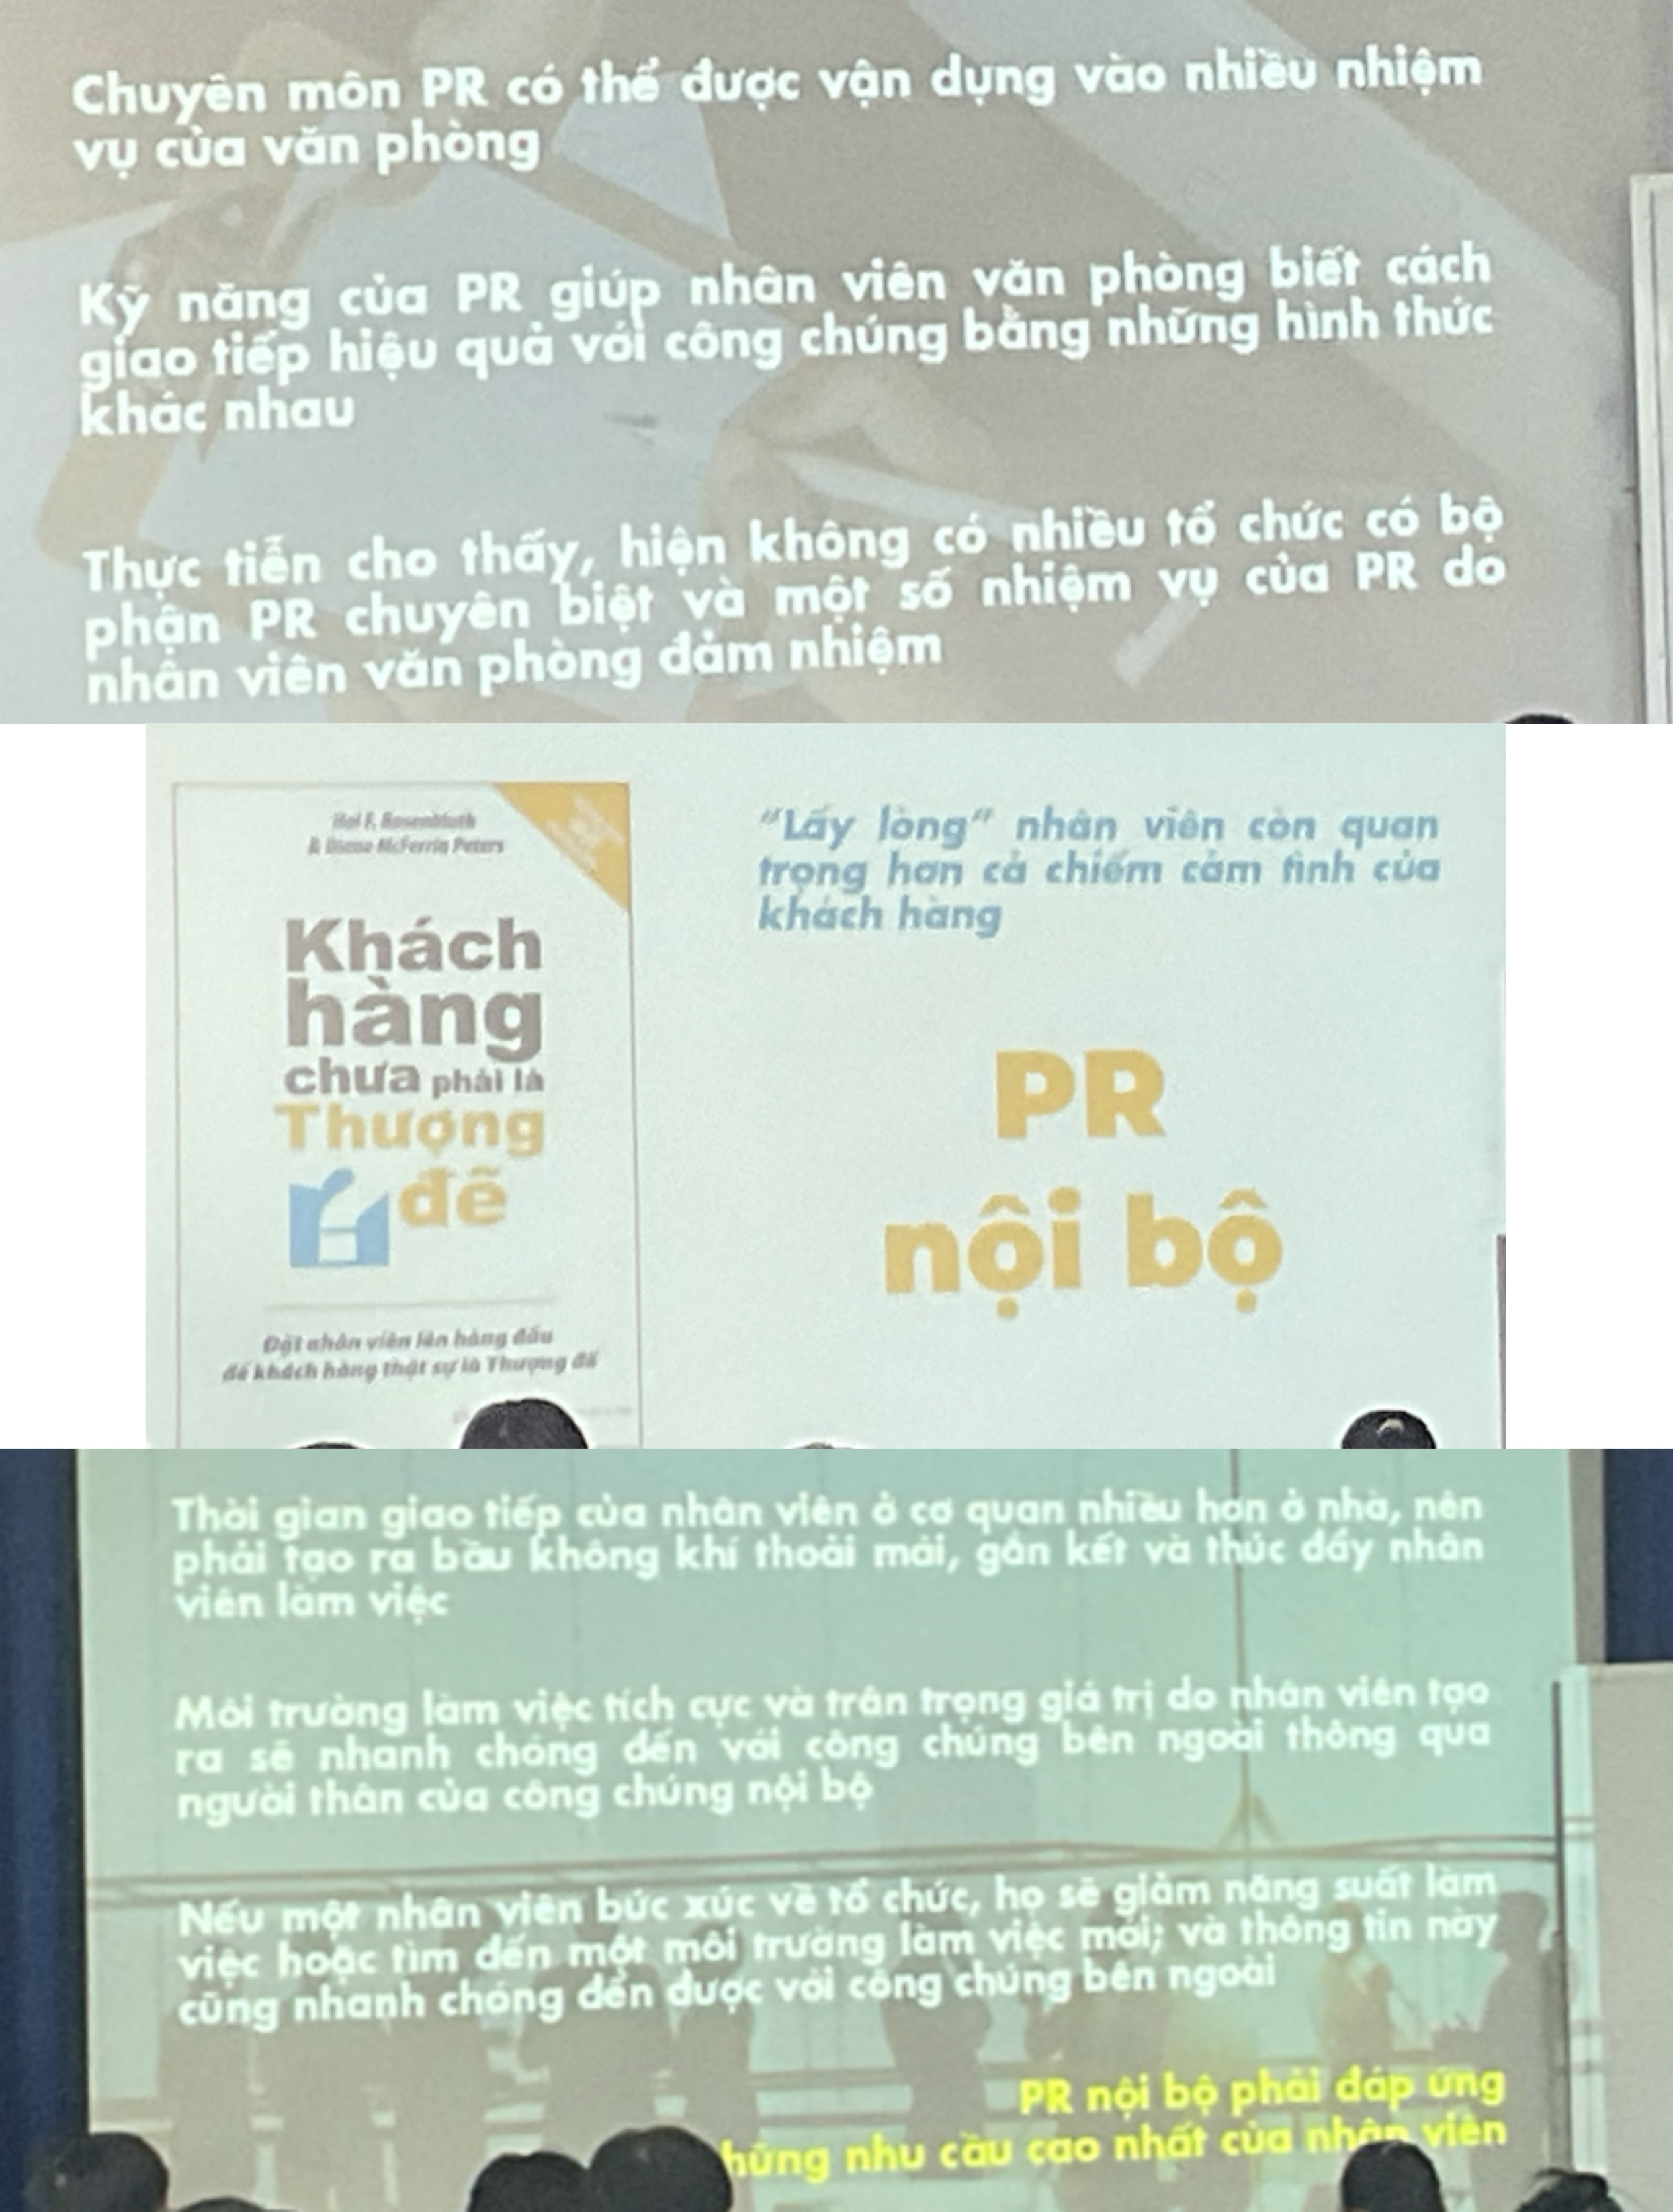 Chuyên môn PR có thể được vận dụng vào nhiều nhiệm
vụ của văn phòng
Kỹ năng của PR giúp nhân viên văn phòng biết cách
giao tiếp hiệu quả với công chúng bằng những hình thức
khác nhau
Thực tiễn cho thấy, hiện không có nhiều tổ chức có bộ
phận PR chuyên biệt và một số nhiệm vụ của PR do
nhân viên văn phòng đảm nhiệm
Hal F. Rosenbluth
& Diane McFerrin Peters
Khách
hàng
chưa phải là
Thượng
đế
Đặt nhân viên lên hàng đầu
để khách hàng thật sự là Thượng đế
"Lấy lòng" nhân viên còn quan
trọng hơn cả chiếm cảm tình của
khách hàng
PR
nội bộ
Thời gian giao tiếp của nhân viên ở cơ quan nhiều hơn ở nhà, nên
phải tạo ra bầu không khí thoải mái, gắn kết và thúc đẩy nhân
viên làm việc
Môi trường làm việc tích cực và trân trọng giá trị do nhân viên tạo
ra sẽ nhanh chóng đến với công chúng bên ngoài thông qua
người thân của công chúng nội bộ
Nếu một nhân viên bức xúc về tổ chức, họ sẽ giảm năng suất làm
việc hoặc tìm đến một môi trường làm việc mới; và thông tin này
cũng nhanh chóng đến được với công chúng bên ngoài
PR nội bộ phải đáp ứng
những nhu cầu cao nhất của nhân viên